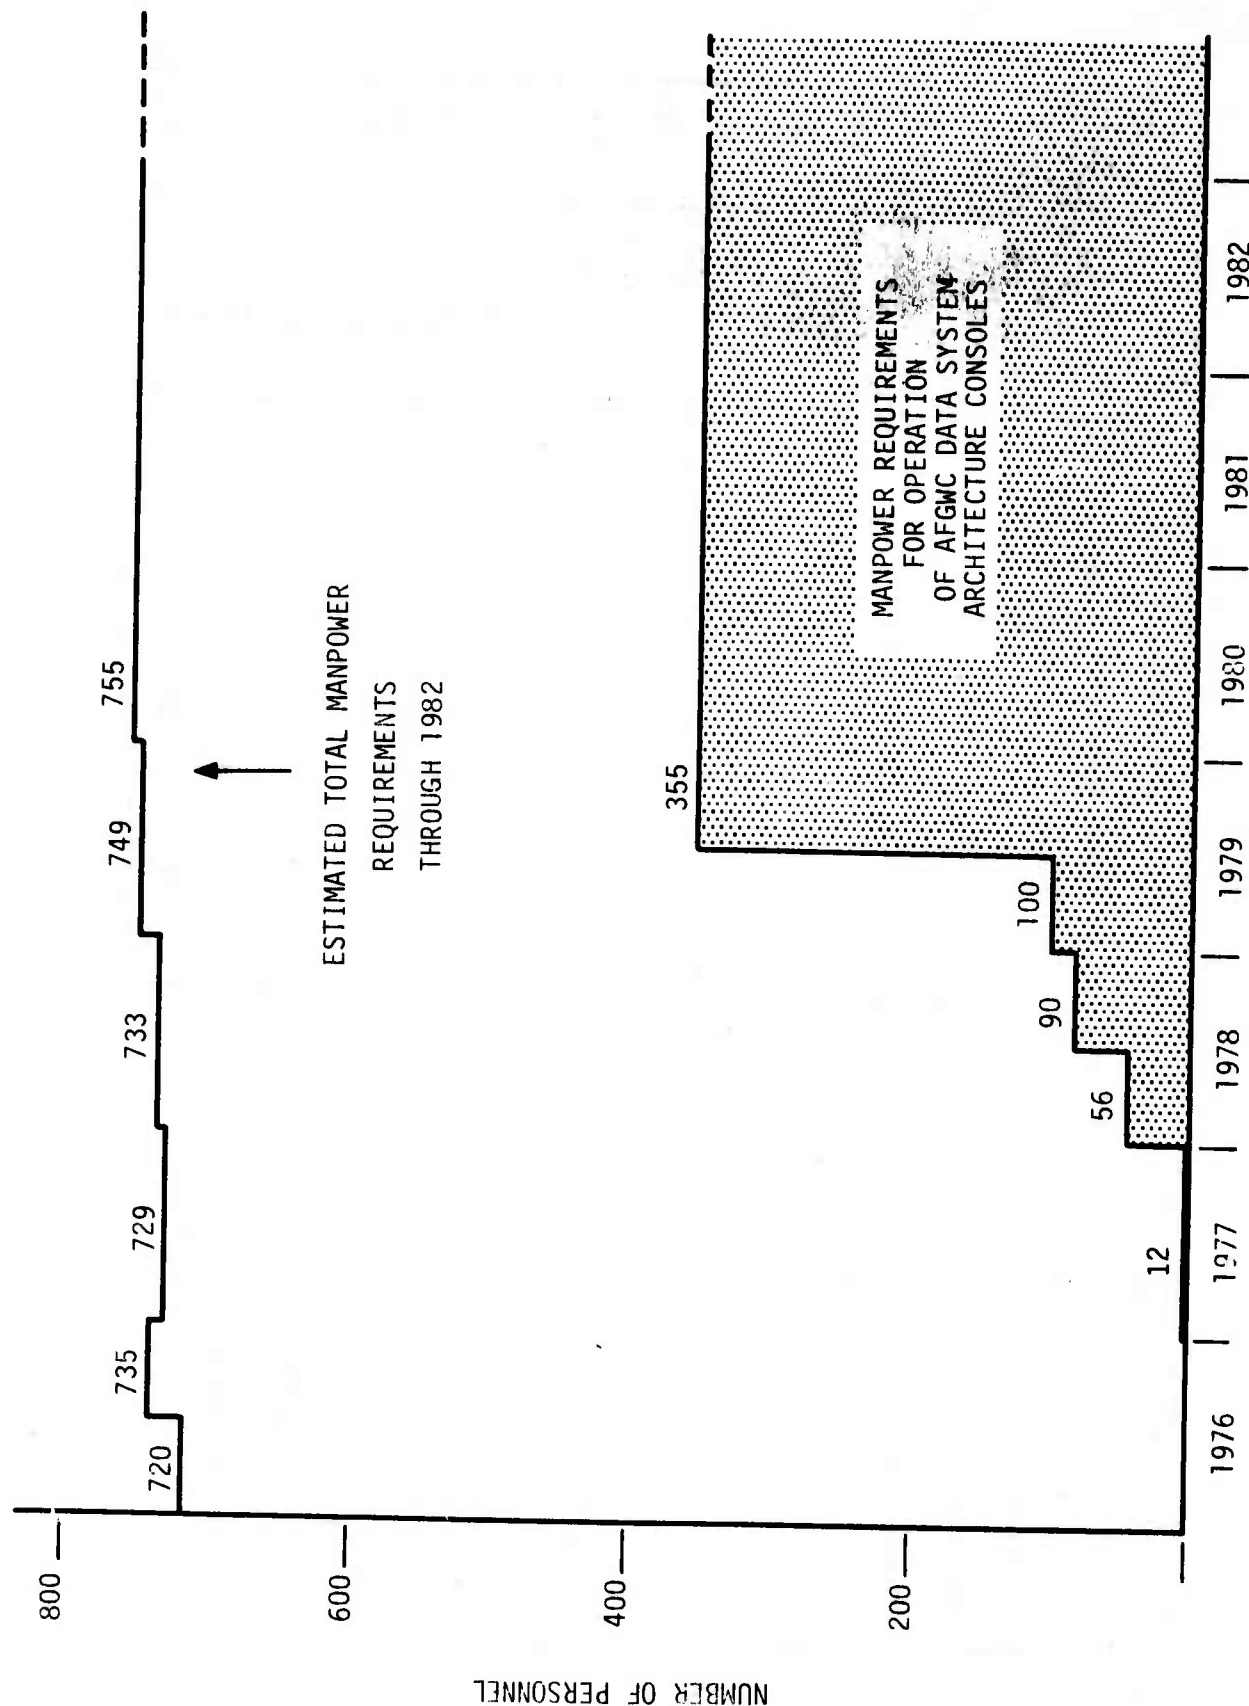 NUMBER OF PERSONNEL
800
600
400
200
720
735
729
733
749
755
ESTIMATED TOTAL MANPOWER
REQUIREMENTS
THROUGH 1982
12
56
90
100
355
MANPOWER REQUIREMENTS
FOR OPERATION
OF AFGWC DATA SYSTEM
ARCHITECTURE CONSOLES
1976
1977
1978
1979
1980
1981
1982